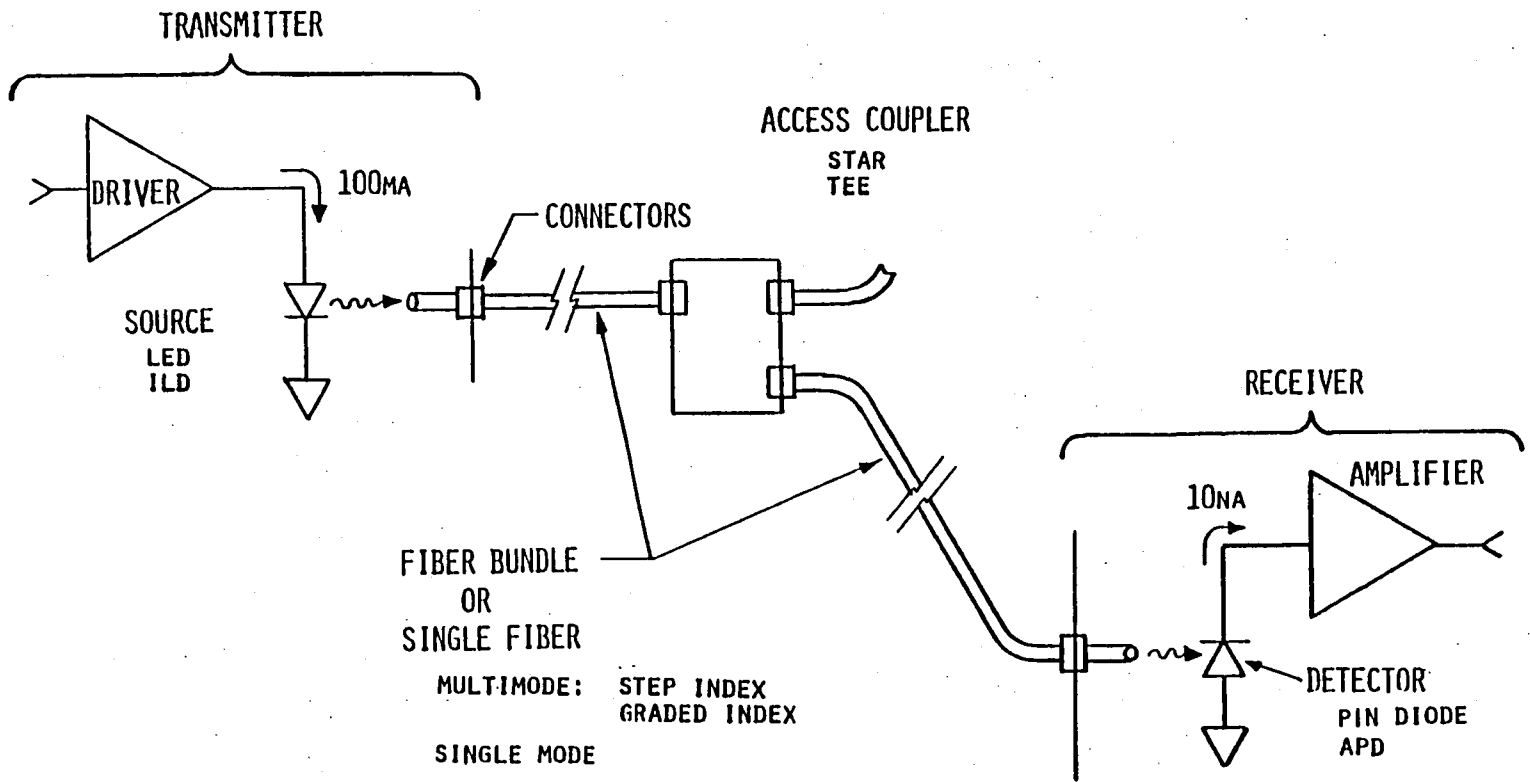 TRANSMITTER
DRIVER
100MA
SOURCE
LED
ILD
CONNECTORS
ACCESS COUPLER
STAR
TEE
FIBER BUNDLE
OR
SINGLE FIBER
MULTIMODE: STEP INDEX
GRADED INDEX
SINGLE MODE
RECEIVER
AMPLIFIER
10NA
DETECTOR
PIN DIODE
APD